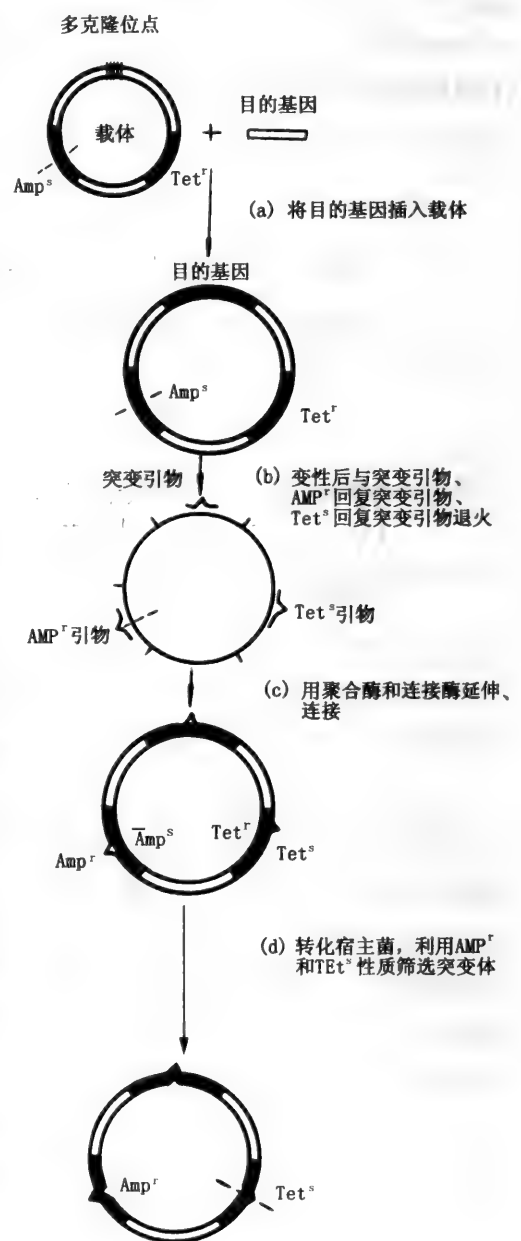 多克隆位点
目的基因
载体
+
Amp^s
Tet^r
(a) 将目的基因插入载体
目的基因
Amp^s
Tet^r
突变引物
(b) 变性后与突变引物、
AMP^r回复突变引物、
Tet^s回复突变引物退火
Tet^s引物
AMP^r引物
(c) 用聚合酶和连接酶延伸、
连接
Amp^s
Tet^r
Amp^r
Tet^s
(d) 转化宿主菌，利用AMP^r
和TEt^s性质筛选突变体
Amp^r
Tet^s